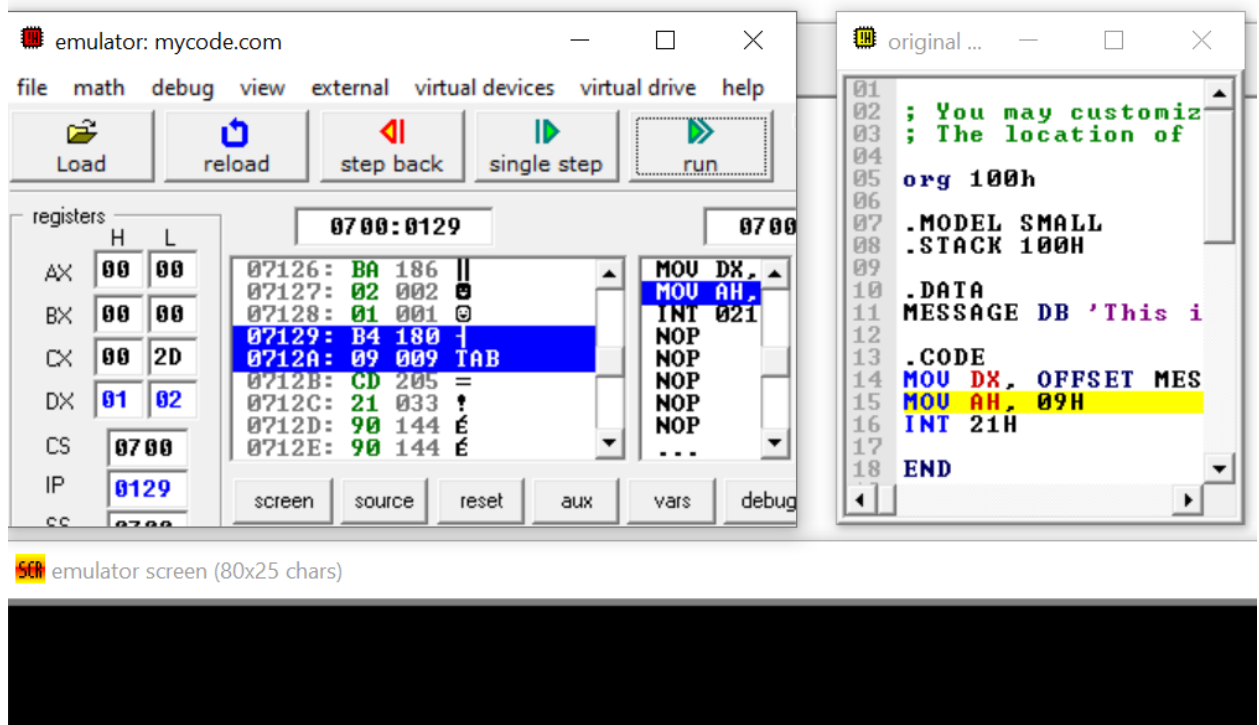 emulator: mycode.com
file math debug view external virtual devices virtual drive help
Load reload step back single step run
registers
H L
AX 00 00
BX 00 00
CX 00 2D
DX 01 02
CS 0700
IP 0129
0700:0129
07126: BA 186 ║
07127: 02 002 ☻
07128: 01 001 ☺
07129: B4 180 ┤
0712A: 09 009 TAB
0712B: CD 205 =
0712C: 21 033 !
0712D: 90 144 É
0712E: 90 144 É
0700
MOV DX,
MOV AH,
INT 021
NOP
NOP
NOP
NOP
NOP
...
screen source reset aux vars debug
original ...
01
02 ; You may customiz
03 ; The location of
04
05 org 100h
06
07 .MODEL SMALL
08 .STACK 100H
09
10 .DATA
11 MESSAGE DB 'This i
12
13 .CODE
14 MOV DX, OFFSET MES
15 MOV AH, 09H
16 INT 21H
17
18 END
SCR emulator screen (80x25 chars)